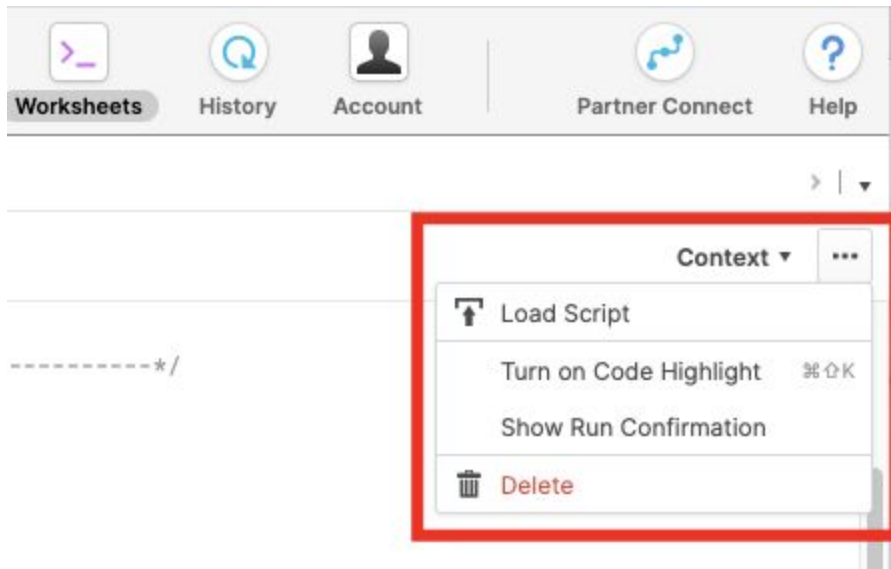 Worksheets History Account Partner Connect Help
Context
Load Script
----------*/
Turn on Code Highlight ⌘⇧K
Show Run Confirmation
Delete